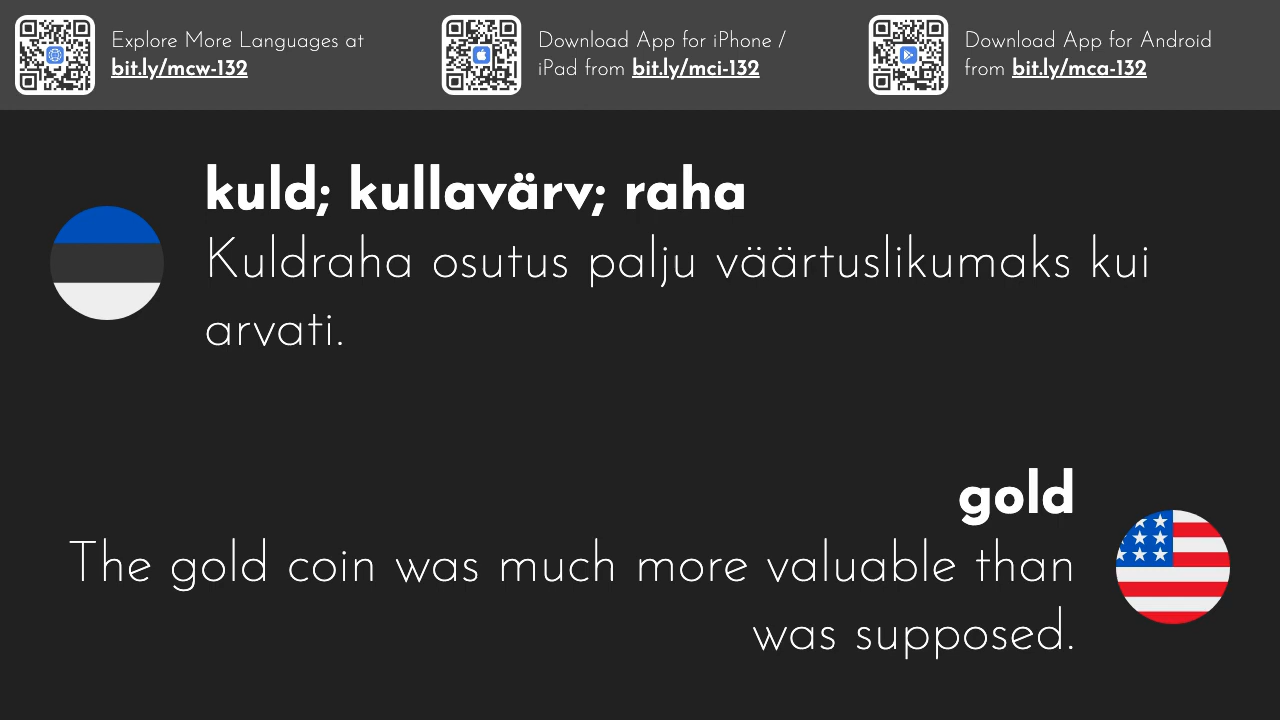 Explore More Languages at
bit.ly/mcw-132
Download App for iPhone /
iPad from bit.ly/mci-132
Download App for Android
from bit.ly/mca-132
kuld; kullavärv; raha
Kuldraha osutus palju väärtuslikumaks kui
arvati.
gold
The gold coin was much more valuable than
was supposed.